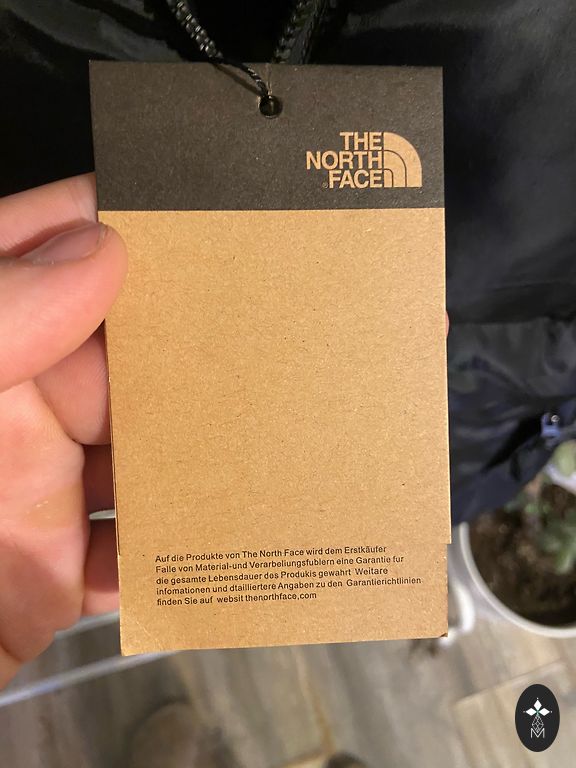 THE
NORTH
FACE
Auf die Produkte von The North Face wird dem Erstkäufer
Falle von Material-und Verarbeliungsfublern eine Garantie fur
die gesamte Lebensdauer des Produkis gewahrt Weitare
infomationen und dtailliertere Angaben zu den Garantierichtlinien
finden Sie auf websit thenorthface,com
M